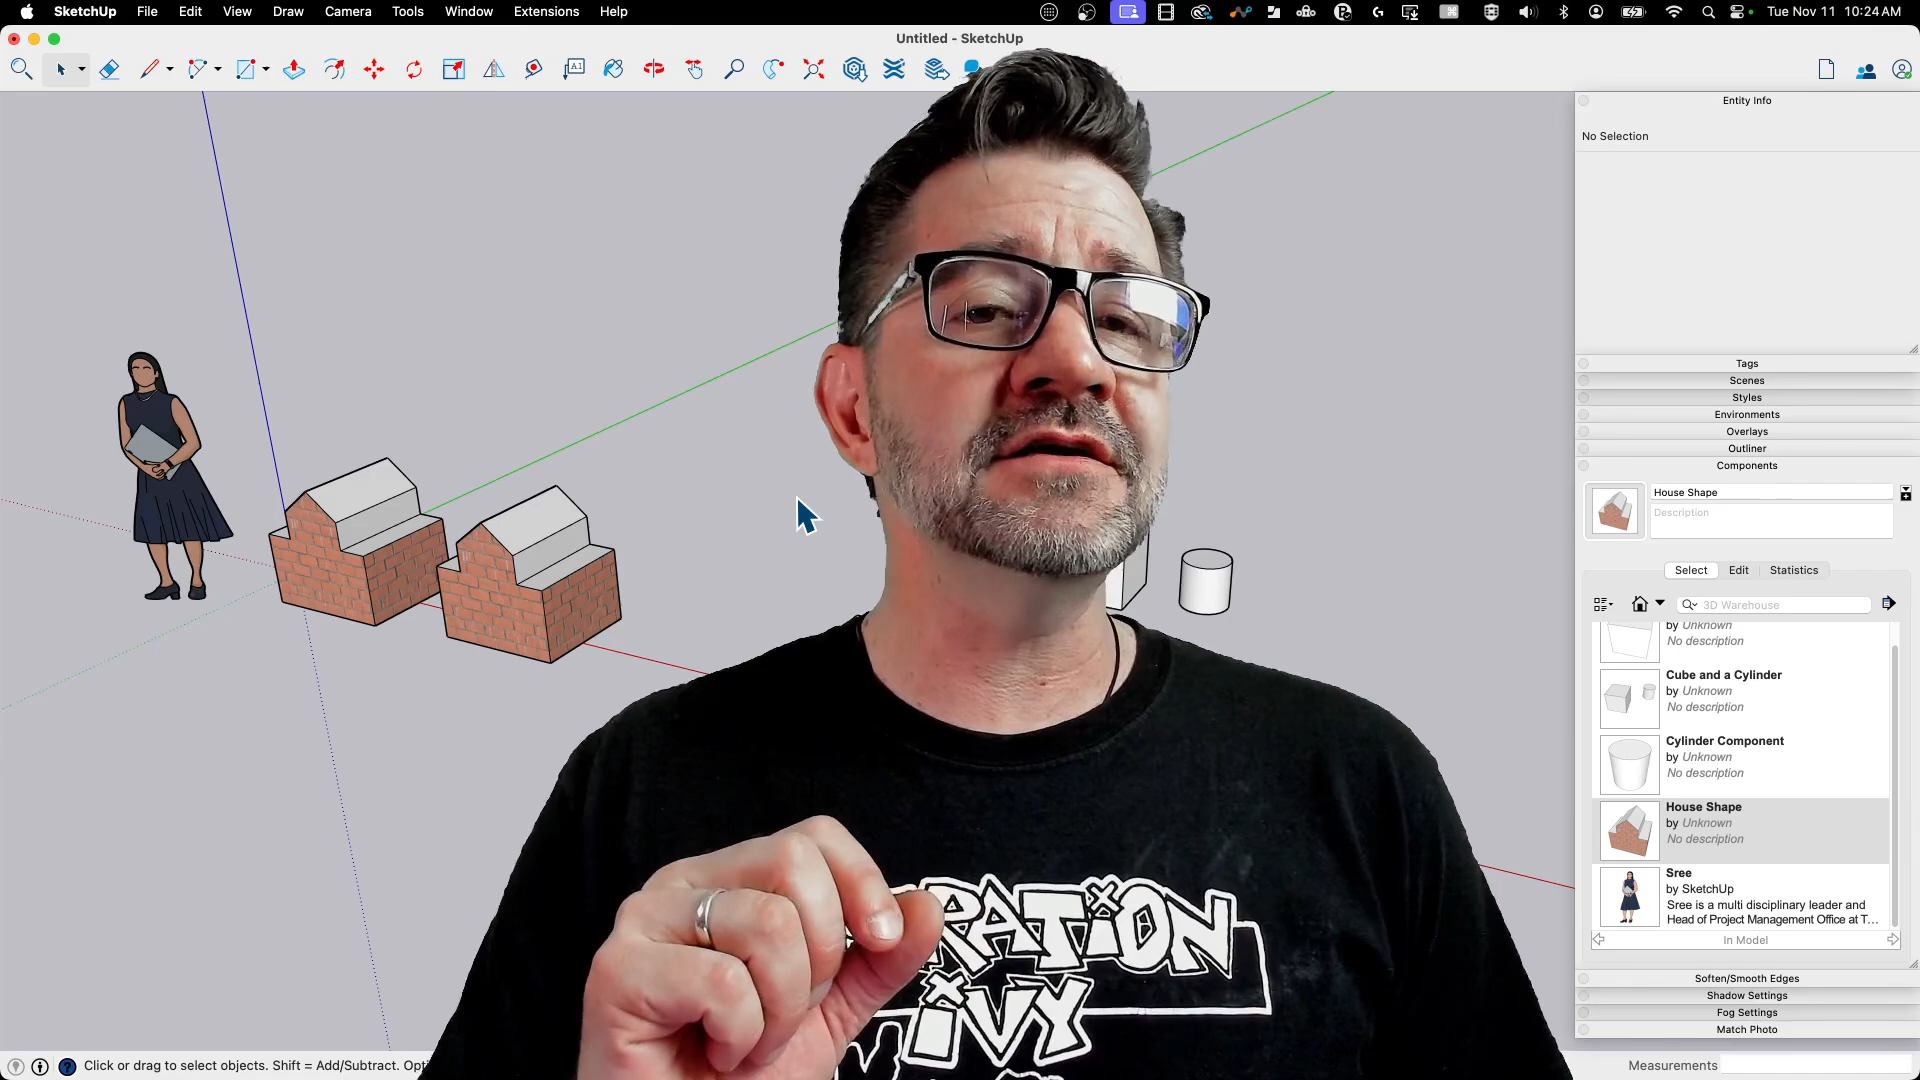 SketchUp File Edit View Draw Camera Tools Window Extensions Help
Tue Nov 11 10:24 AM
Untitled - SketchUp
A1
Entity Info
No Selection
Tags
Scenes
Styles
Environments
Overlays
Outliner
Components
House Shape
Description
Select Edit Statistics
3D Warehouse
by Unknown
No description
Cube and a Cylinder
by Unknown
No description
Cylinder Component
by Unknown
No description
House Shape
by Unknown
No description
Sree
by SketchUp
Sree is a multi disciplinary leader and
Head of Project Management Office at T...
In Model
Soften/Smooth Edges
Shadow Settings
Fog Settings
Match Photo
RATION
IVY
Click or drag to select objects. Shift = Add/Subtract. Opti
Measurements